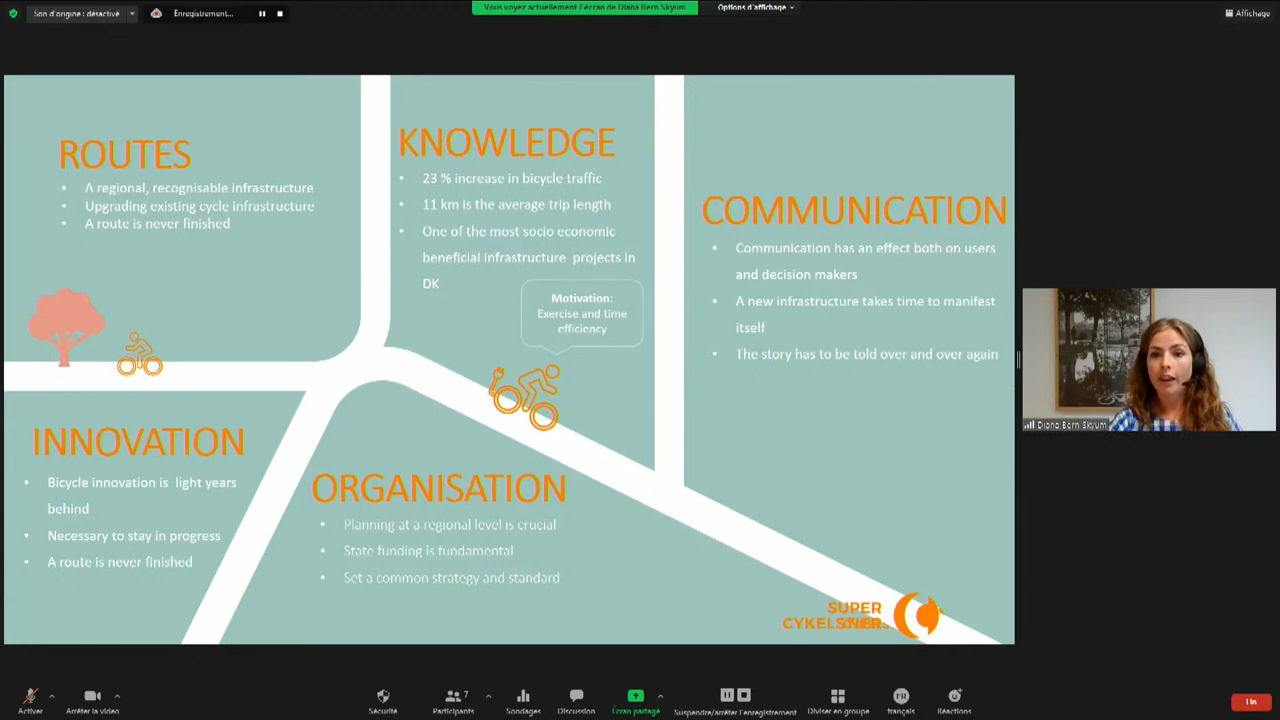 Son d'origine : désactivé
Enregistrement...
Vous voyez actuellement l'écran de Diana Bern Skyum
Options d'affichage
Affichage
ROUTES
• A regional, recognisable infrastructure
• Upgrading existing cycle infrastructure
• A route is never finished
KNOWLEDGE
• 23 % increase in bicycle traffic
• 11 km is the average trip length
• One of the most socio economic
beneficial infrastructure projects in
DK
Motivation:
Exercise and time
efficiency
COMMUNICATION
• Communication has an effect both on users
and decision makers
• A new infrastructure takes time to manifest
itself
• The story has to be told over and over again
Diana Bern Skyum
INNOVATION
• Bicycle innovation is light years
behind
• Necessary to stay in progress
• A route is never finished
ORGANISATION
• Planning at a regional level is crucial
• State funding is fundamental
• Set a common strategy and standard
SUPER
Activer
Arrêter la vidéo
Sécurité
7
Participants
Sondages
Discussion
Écran partagé
Suspendre/arrêter l'enregistrement
Diviser en groupe
FR
français
Réactions